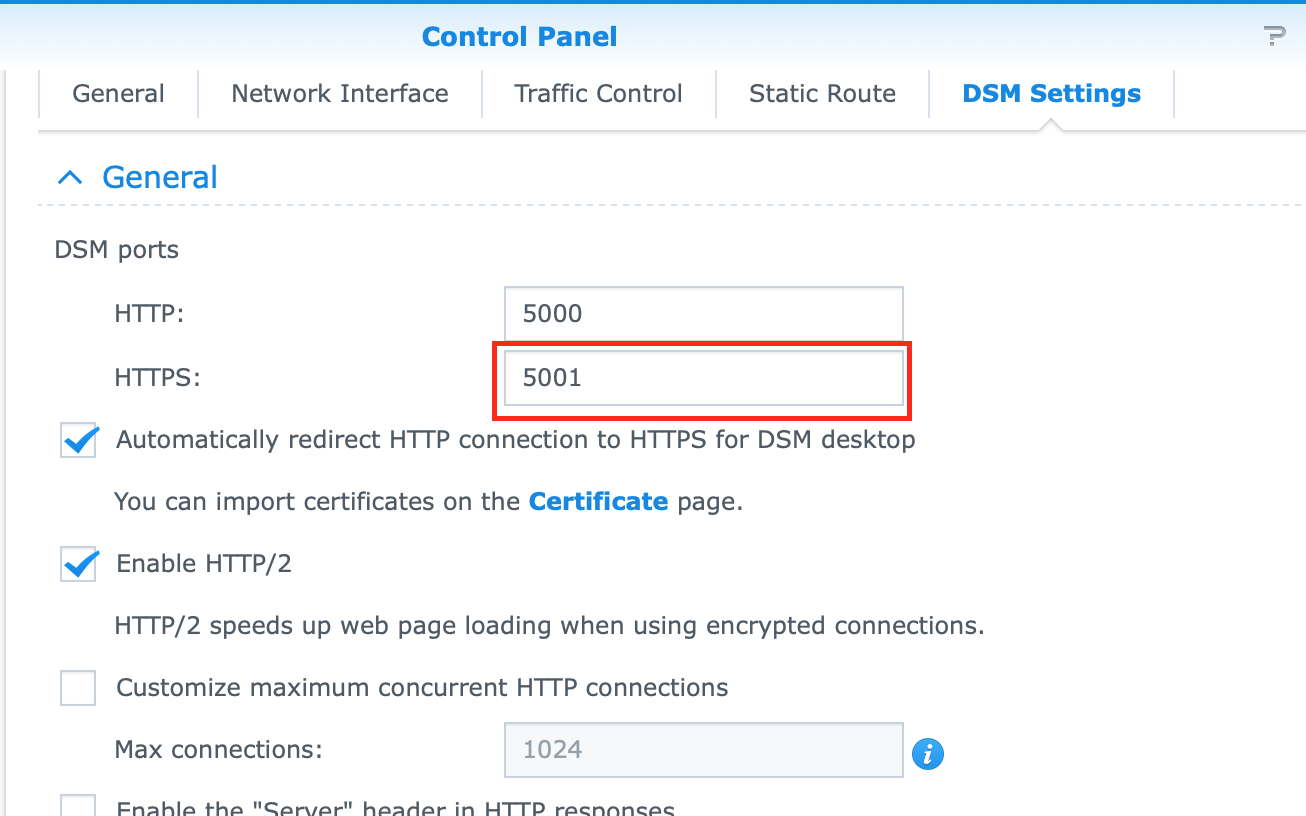 Control Panel
General Network Interface Traffic Control Static Route DSM Settings
General
DSM ports
HTTP: 5000
HTTPS: 5001
Automatically redirect HTTP connection to HTTPS for DSM desktop
You can import certificates on the Certificate page.
Enable HTTP/2
HTTP/2 speeds up web page loading when using encrypted connections.
Customize maximum concurrent HTTP connections
Max connections: 1024
Enable the "Server" header in HTTP responses